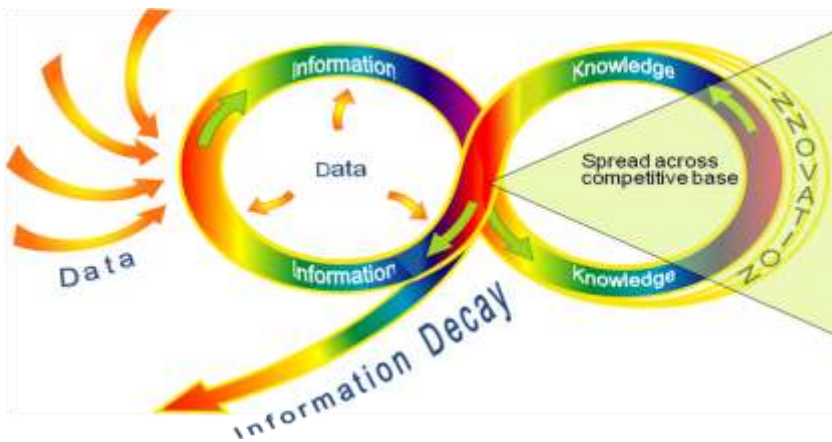 Information
Knowledge
Data
Spread across
competitive base
INNOVATION
Data
Information
Knowledge
Information Decay